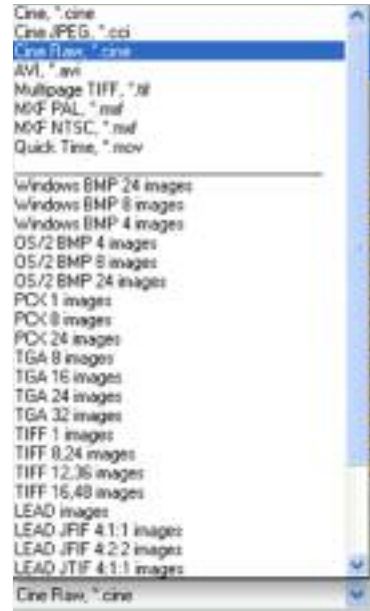 Cine, *.cine
Cine JPEG, *.cci
Cine Raw, *.cine
AVI, *.avi
Multipage TIFF, *.tif
MXF PAL, *.mxf
MXF NTSC, *.mxf
Quick Time, *.mov
Windows BMP 24 images
Windows BMP 8 images
Windows BMP 4 images
OS/2 BMP 4 images
OS/2 BMP 8 images
OS/2 BMP 24 images
PCX 1 images
PCX 8 images
PCX 24 images
TGA 8 images
TGA 16 images
TGA 24 images
TGA 32 images
TIFF 1 images
TIFF 8,24 images
TIFF 12,36 images
TIFF 16,48 images
LEAD images
LEAD JFIF 4:1:1 images
LEAD JFIF 4:2:2 images
LEAD JTIF 4:1:1 images
Cine Raw, *.cine